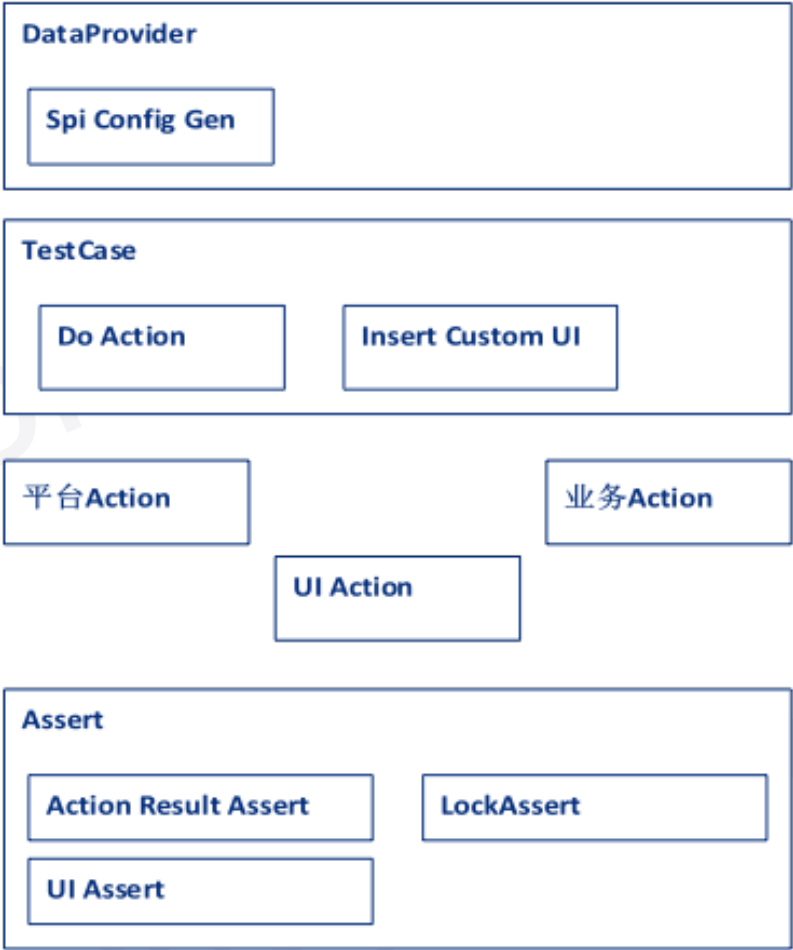 DataProvider
Spi Config Gen
TestCase
Do Action
Insert Custom UI
平台Action
业务Action
UI Action
Assert
Action Result Assert
LockAssert
UI Assert